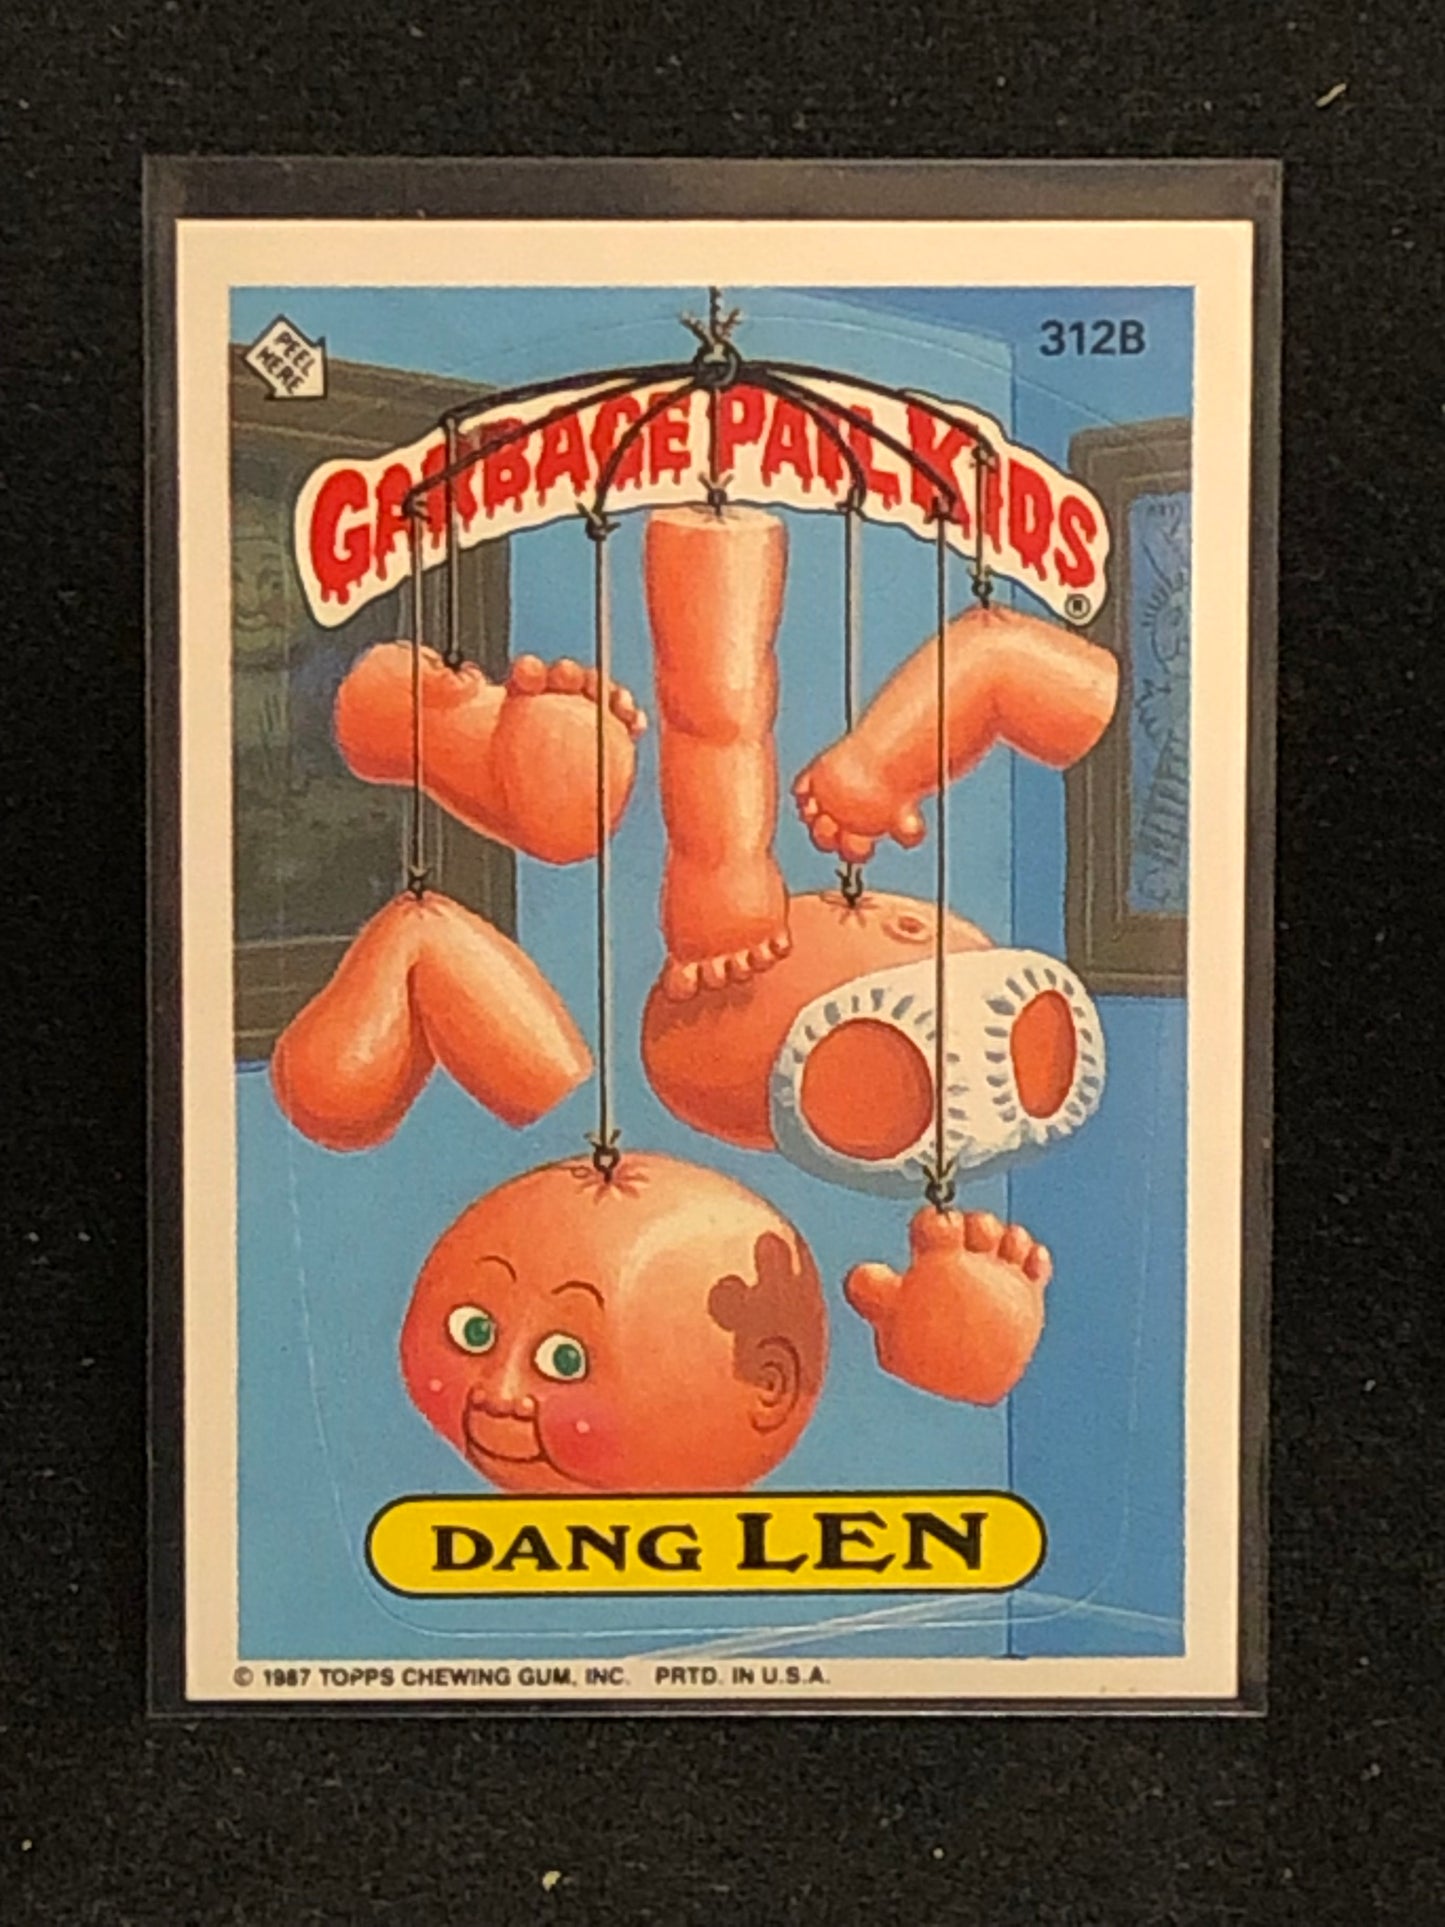 PEEL
HERE
312B
GARBAGE PAIL KIDS
®
DANG LEN
© 1987 TOPPS CHEWING GUM, INC. PRTD. IN U.S.A.